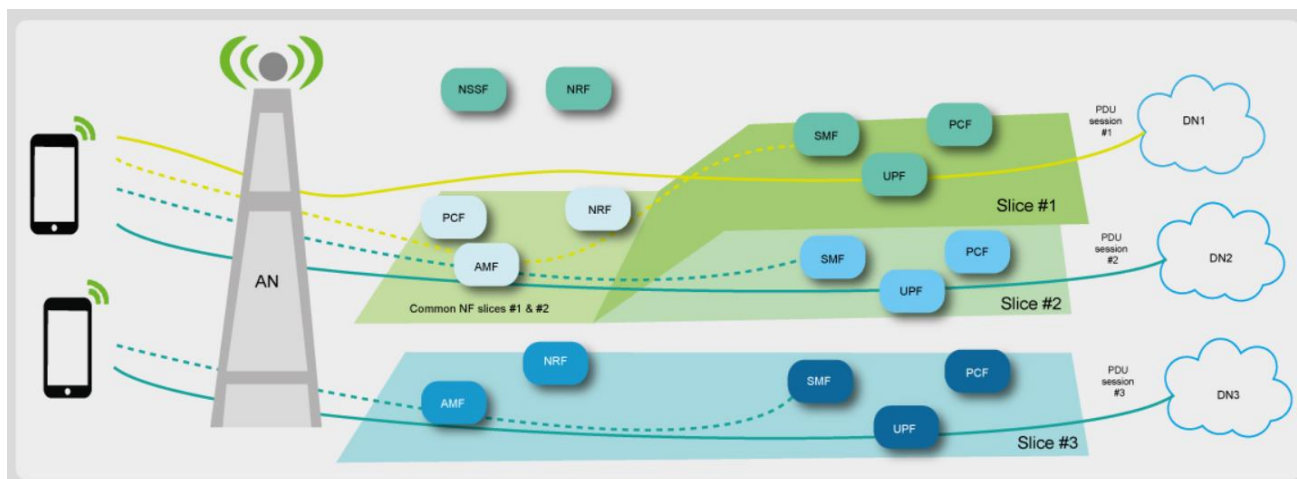 NSSF
NRF
SMF
PCF
UPF
Slice #1
PDU
session
#1
DN1
PCF
NRF
AMF
Common NF slices #1 & #2
SMF
PCF
UPF
Slice #2
PDU
session
#2
DN2
AN
NRF
AMF
SMF
PCF
UPF
Slice #3
PDU
session
#3
DN3